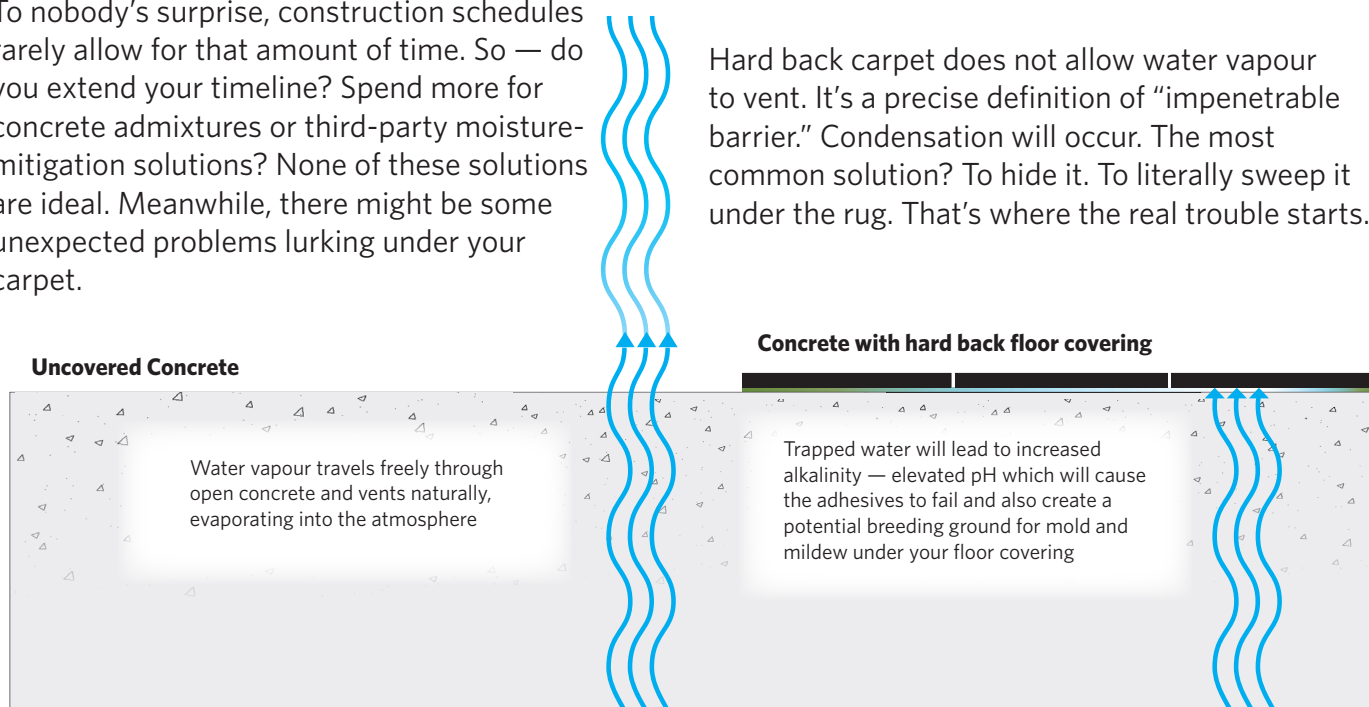 To nobody’s surprise, construction schedules
rarely allow for that amount of time. So — do
you extend your timeline? Spend more for
concrete admixtures or third-party moisture-
mitigation solutions? None of these solutions
are ideal. Meanwhile, there might be some
unexpected problems lurking under your
carpet.
Hard back carpet does not allow water vapour
to vent. It’s a precise definition of “impenetrable
barrier.” Condensation will occur. The most
common solution? To hide it. To literally sweep it
under the rug. That’s where the real trouble starts.
Uncovered Concrete
Water vapour travels freely through
open concrete and vents naturally,
evaporating into the atmosphere
Concrete with hard back floor covering
Trapped water will lead to increased
alkalinity — elevated pH which will cause
the adhesives to fail and also create a
potential breeding ground for mold and
mildew under your floor covering